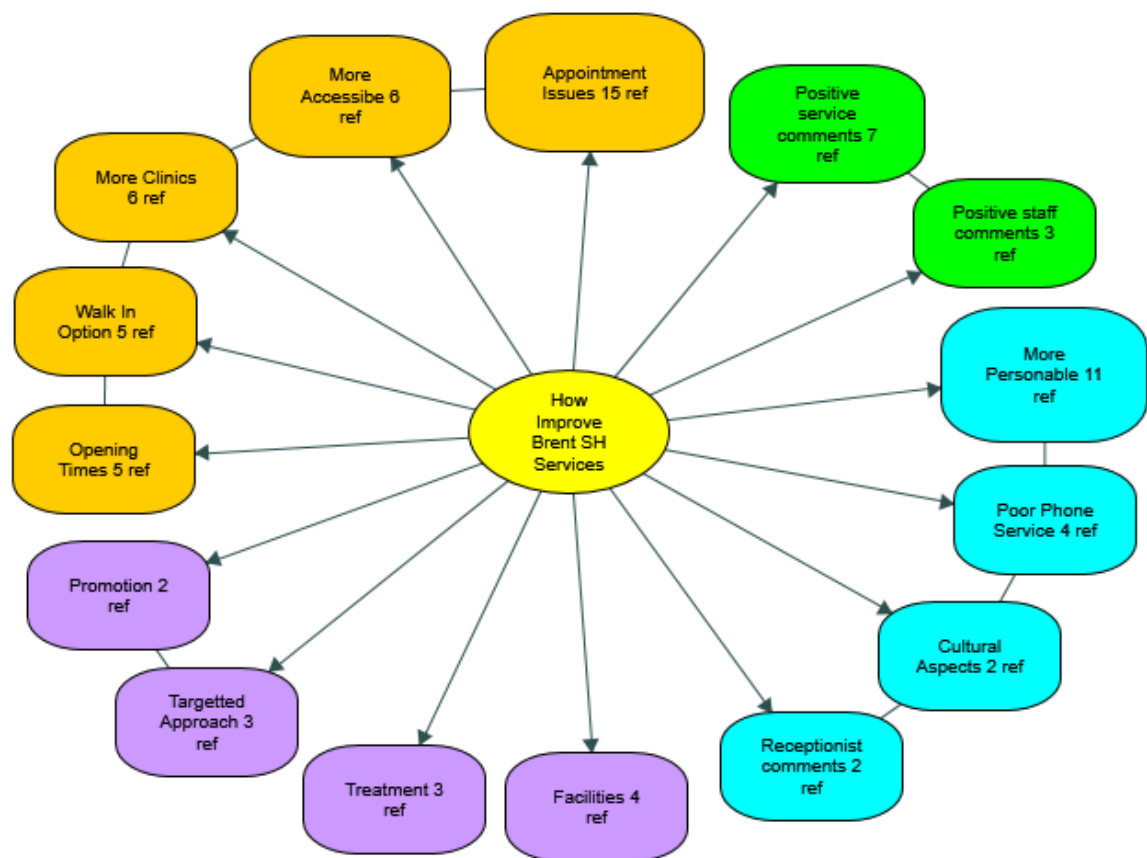 More
Accessibe 6
ref
Appointment
Issues 15 ref
Positive
service
comments 7
ref
More Clinics
6 ref
Positive staff
comments 3
ref
Walk In
Option 5 ref
More
Personable 11
ref
How
Improve
Brent SH
Services
Opening
Times 5 ref
Poor Phone
Service 4 ref
Promotion 2
ref
Cultural
Aspects 2 ref
Targetted
Approach 3
ref
Receptionist
comments 2
ref
Treatment 3
ref
Facilities 4
ref